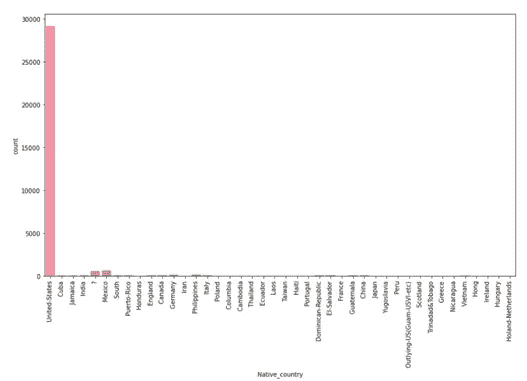 30000
25000
20000
15000
10000
5000
0
count
United-States
Cuba
Jamaica
India
?
Mexico
South
Puerto-Rico
Honduras
England
Canada
Germany
Iran
Philippines
Italy
Poland
Columbia
Cambodia
Thailand
Ecuador
Laos
Taiwan
Haiti
Portugal
Dominican-Republic
El-Salvador
France
Guatemala
China
Japan
Yugoslavia
Peru
Outlying-US(Guam-USVI-etc)
Scotland
Trinadad&Tobago
Greece
Nicaragua
Vietnam
Hong
Ireland
Hungary
Holand-Netherlands
Native_country